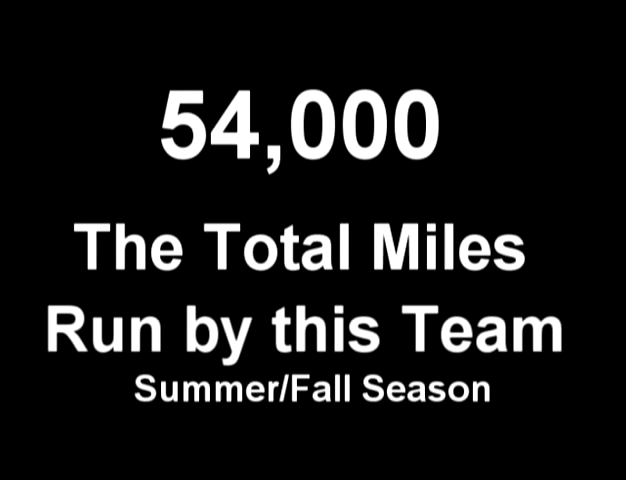 54,000
The Total Miles
Run by this Team
Summer/Fall Season